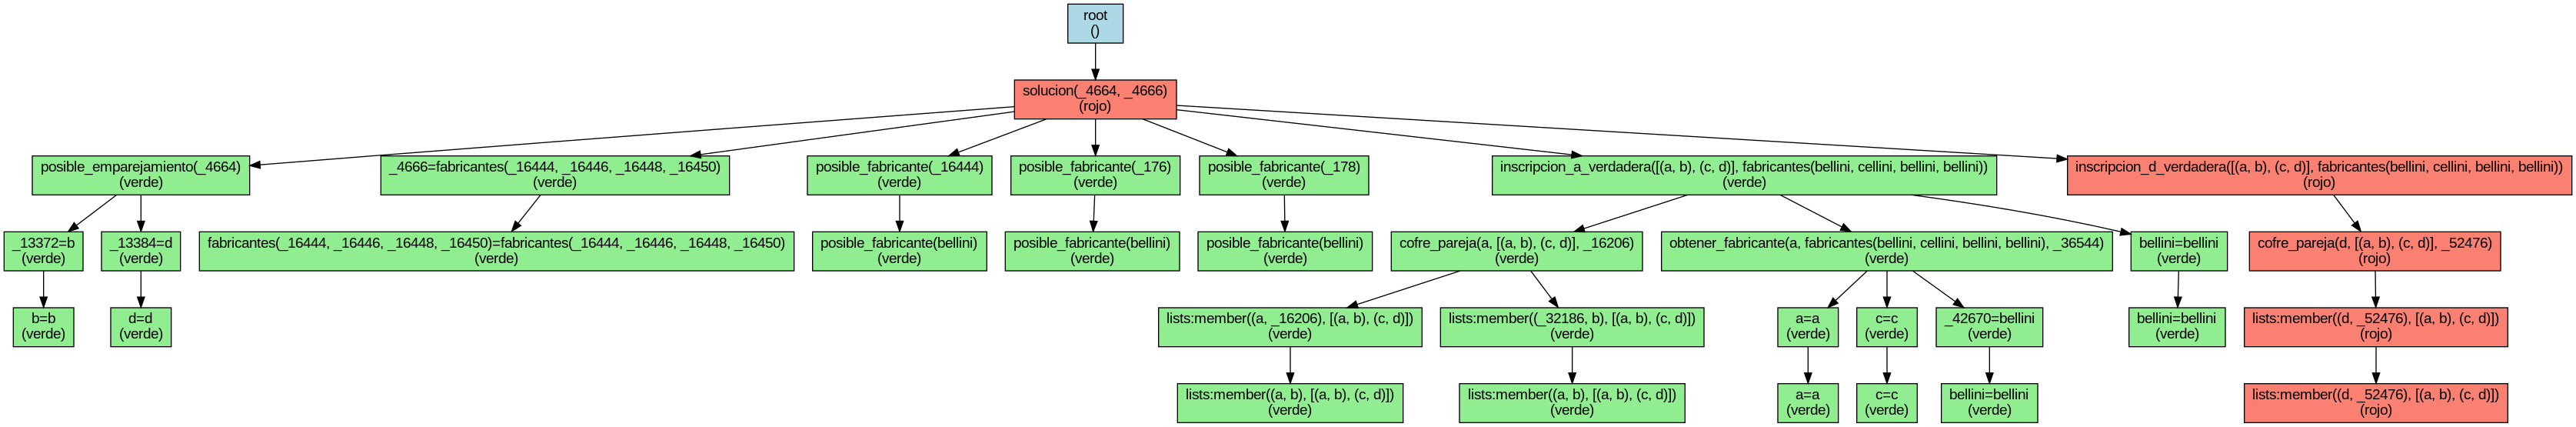 root
()
solucion(_4664, _4666)
(rojo)
posible_emparejamiento(_4664)
(verde)
_4666=fabricantes(_16444, _16446, _16448, _16450)
(verde)
posible_fabricante(_16444)
(verde)
posible_fabricante(_176)
(verde)
posible_fabricante(_178)
(verde)
inscripcion_a_verdadera([(a, b), (c, d)], fabricantes(bellini, cellini, bellini, bellini))
(verde)
inscripcion_d_verdadera([(a, b), (c, d)], fabricantes(bellini, cellini, bellini, bellini))
(rojo)
_13372=b
(verde)
_13384=d
(verde)
fabricantes(_16444, _16446, _16448, _16450)=fabricantes(_16444, _16446, _16448, _16450)
(verde)
posible_fabricante(bellini)
(verde)
posible_fabricante(bellini)
(verde)
posible_fabricante(bellini)
(verde)
cofre_pareja(a, [(a, b), (c, d)], _16206)
(verde)
obtener_fabricante(a, fabricantes(bellini, cellini, bellini, bellini), _36544)
(verde)
bellini=bellini
(verde)
cofre_pareja(d, [(a, b), (c, d)], _52476)
(rojo)
b=b
(verde)
d=d
(verde)
lists:member((a, _16206), [(a, b), (c, d)])
(verde)
lists:member((_32186, b), [(a, b), (c, d)])
(verde)
a=a
(verde)
c=c
(verde)
_42670=bellini
(verde)
bellini=bellini
(verde)
lists:member((d, _52476), [(a, b), (c, d)])
(rojo)
lists:member((a, b), [(a, b), (c, d)])
(verde)
lists:member((a, b), [(a, b), (c, d)])
(verde)
a=a
(verde)
c=c
(verde)
bellini=bellini
(verde)
lists:member((d, _52476), [(a, b), (c, d)])
(rojo)